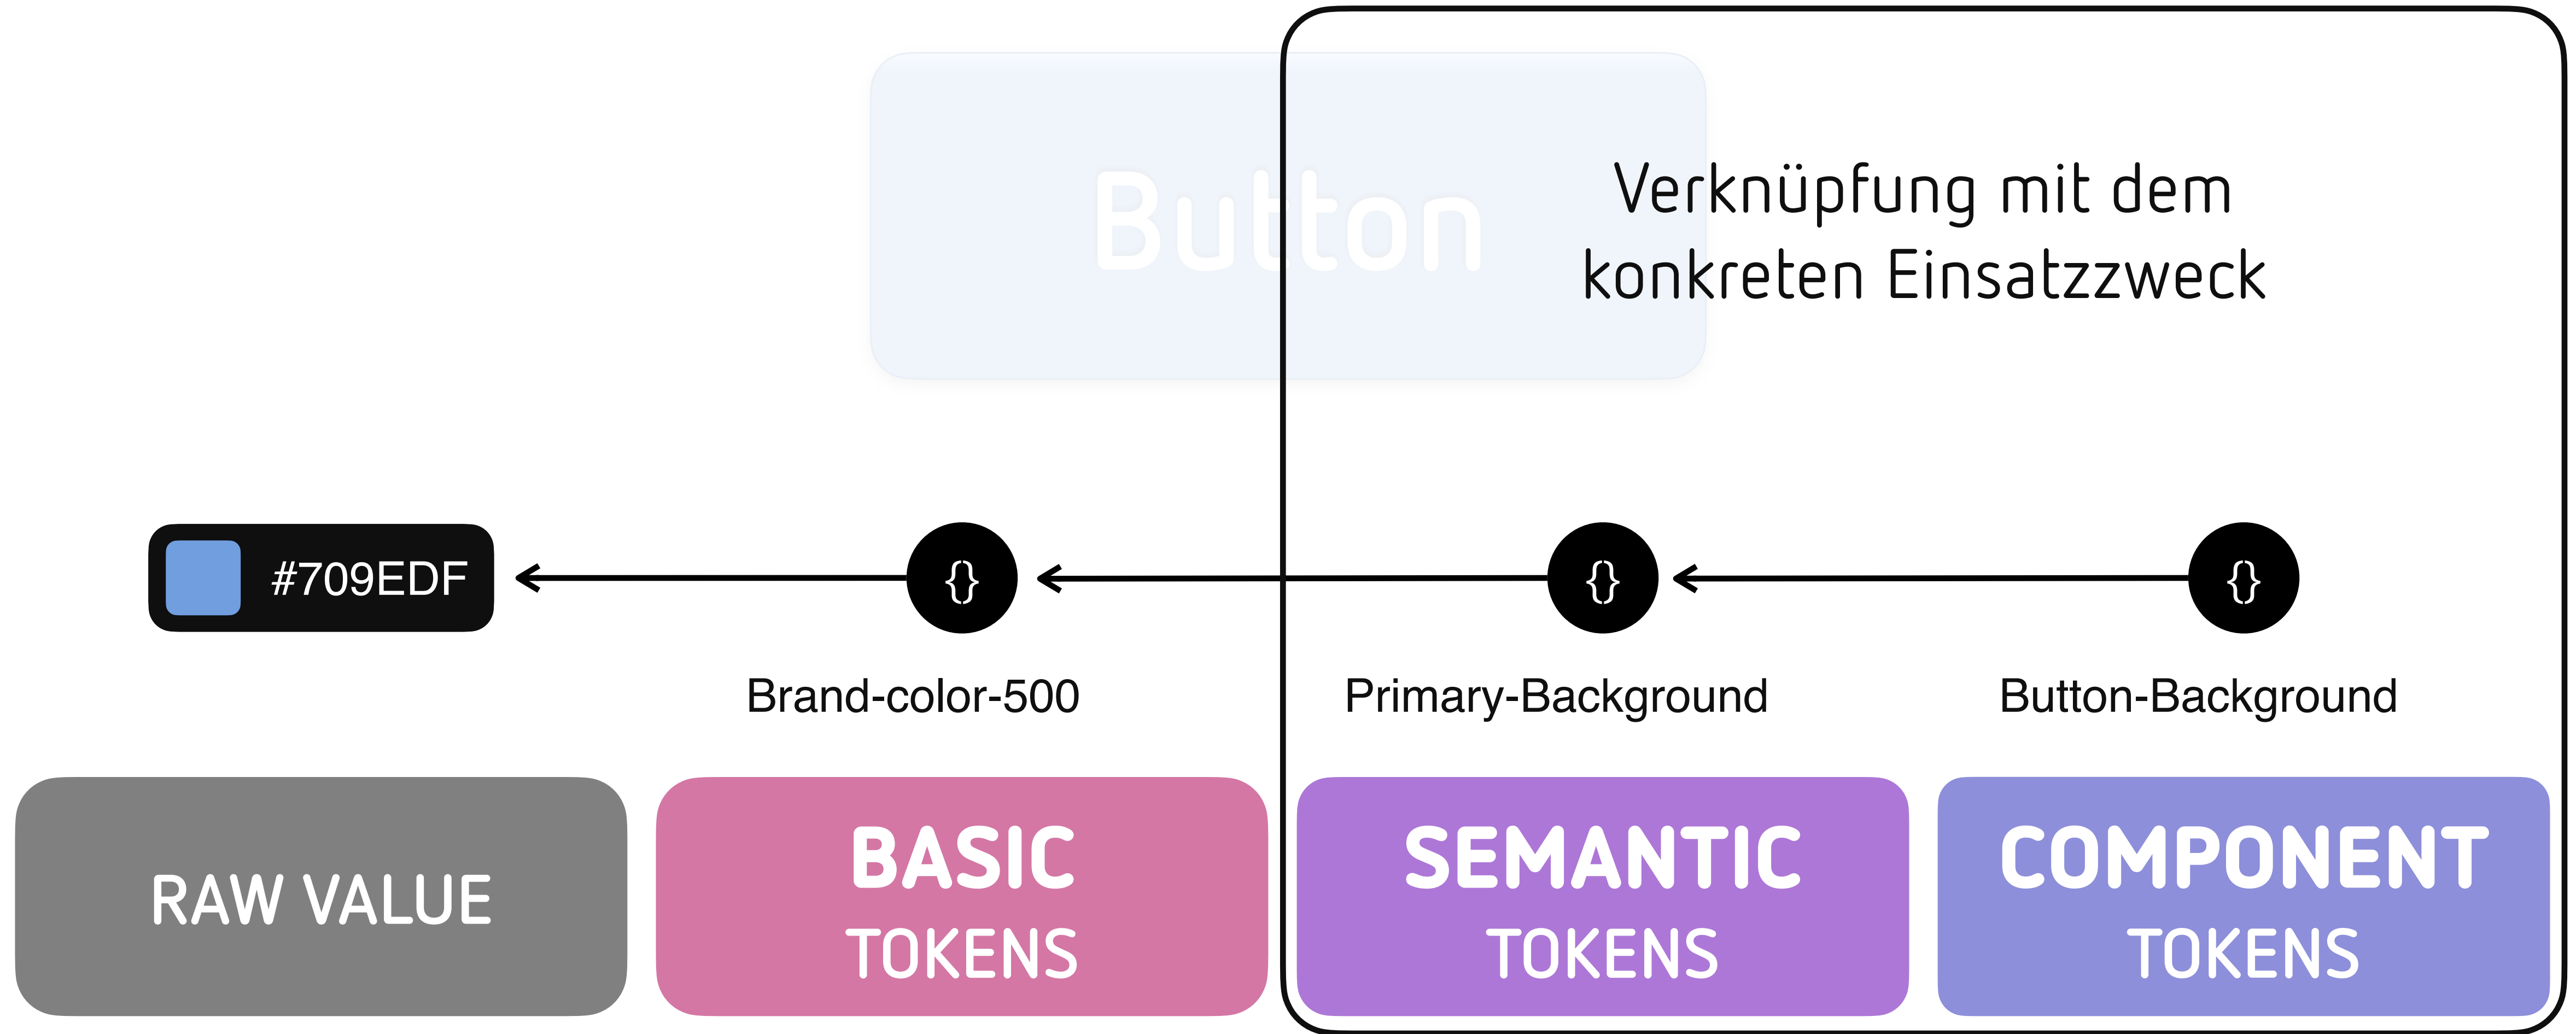 Button
Verknüpfung mit dem
konkreten Einsatzzweck
#709EDF
{}
{}
{}
Brand-color-500
Primary-Background
Button-Background
RAW VALUE
BASIC
TOKENS
SEMANTIC
TOKENS
COMPONENT
TOKENS